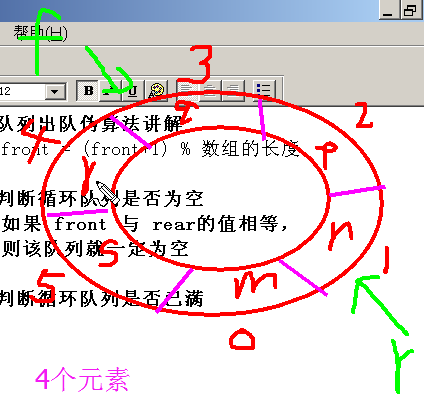 帮助(H)
f
12
B
U
3
队列出队伪算法讲解
4
2
2
front = (front+1) % 数组的长度
p
判断循环队列是否为空
如果 front 与 rear的值相等,
n
则该队列就一定为空
S
5
1
m
判断循环队列是否已满
0
r
4个元素